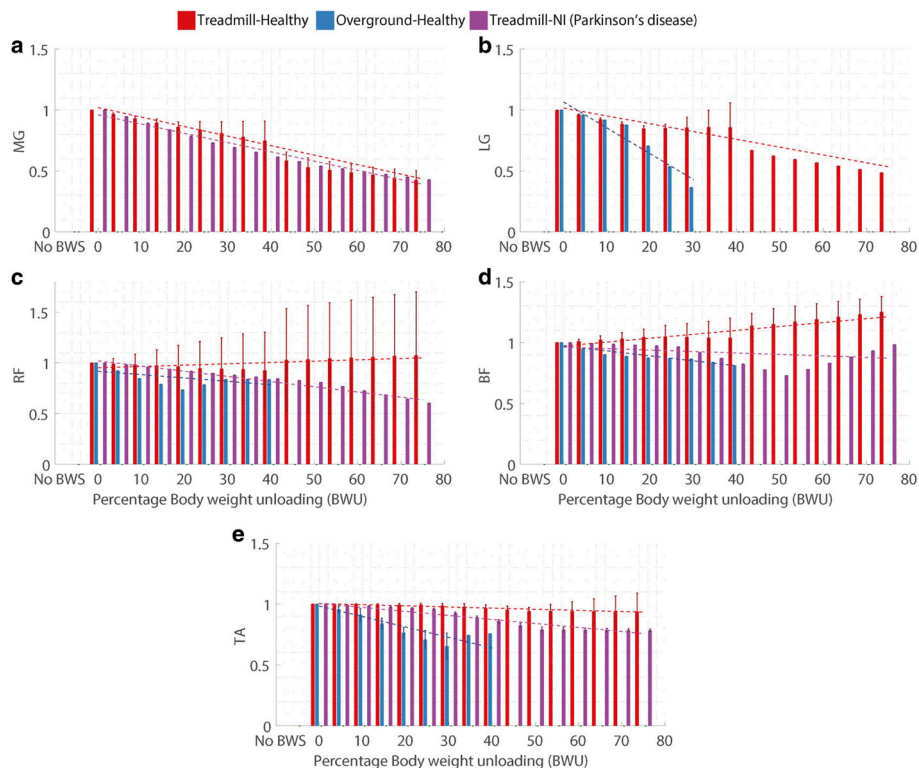 Treadmill-Healthy Overground-Healthy Treadmill-NI (Parkinson's disease)
a b
1.5 1.5
1 1
MG LG
0.5 0.5
0 0
No BWS 0 10 20 30 40 50 60 70 80 No BWS 0 10 20 30 40 50 60 70 80
c d
1.5 1.5
RF BF
1 1
0.5 0.5
0 0
No BWS 0 10 20 30 40 50 60 70 80 No BWS 0 10 20 30 40 50 60 70 80
Percentage Body weight unloading (BWU) Percentage Body weight unloading (BWU)
e
1.5
1
TA
0.5
0
No BWS 0 10 20 30 40 50 60 70 80
Percentage Body weight unloading (BWU)